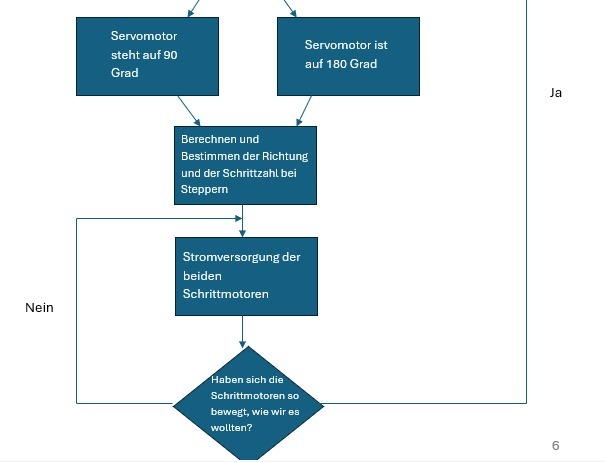 Servomotor
steht auf 90
Grad
Servomotor ist
auf 180 Grad
Ja
Berechnen und
Bestimmen der Richtung
und der Schrittzahl bei
Steppern
Stromversorgung der
beiden
Schrittmotoren
Nein
Haben sich die
Schrittmotoren so
bewegt, wie wir es
wollten?
6